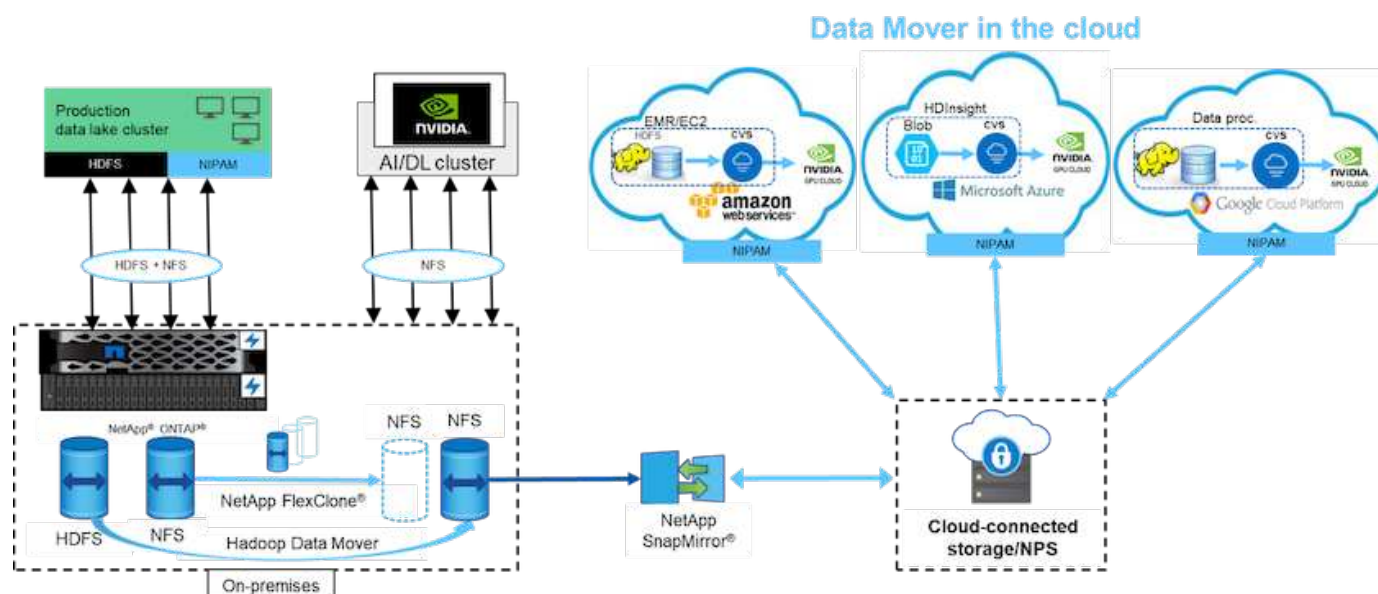 Data Mover in the cloud
Production
data lake cluster
HDFS
NIPAM
NVIDIA.
AI/DL cluster
HDFS + NFS
NFS
EMR/EC2
HDFS
CVS
NVIDIA.
GPU CLOUD
amazon
webservices™
NIPAM
HDInsight
Blob
CVS
NVIDIA.
GPU CLOUD
Microsoft Azure
NIPAM
Data proc.
CVS
NVIDIA.
GPU CLOUD
Google Cloud Platform
NIPAM
NetApp® ONTAP®
NFS
NFS
NetApp FlexClone®
HDFS
NFS
Hadoop Data Mover
On-premises
NetApp
SnapMirror®
Cloud-connected
storage/NPS